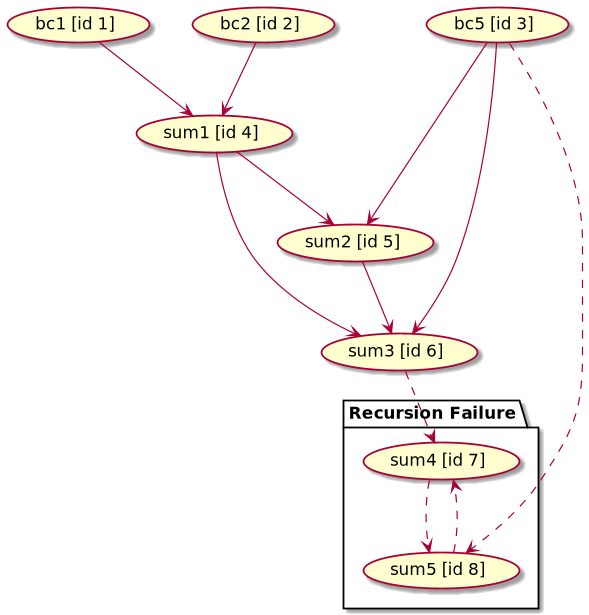 bc1 [id 1]
bc2 [id 2]
bc5 [id 3]
sum1 [id 4]
sum2 [id 5]
sum3 [id 6]
Recursion Failure
sum4 [id 7]
sum5 [id 8]